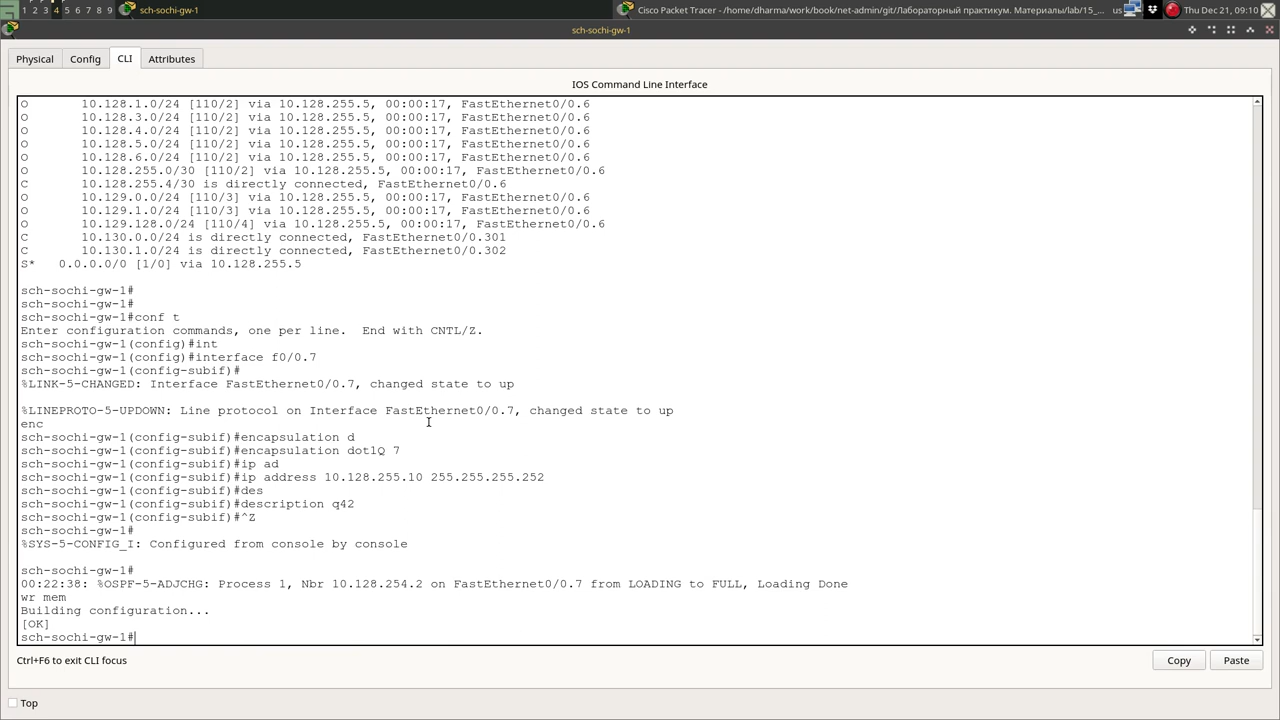 1 2 3 4 5 6 7 8 9 sch-sochi-gw-1 Cisco Packet Tracer - /home/dharma/work/book/net-admin/git/Лабораторный практикум. Материалы/lab/15_... us Thu Dec 21, 09:10
sch-sochi-gw-1
Physical Config CLI Attributes
IOS Command Line Interface
O       10.128.1.0/24 [110/2] via 10.128.255.5, 00:00:17, FastEthernet0/0.6
O       10.128.3.0/24 [110/2] via 10.128.255.5, 00:00:17, FastEthernet0/0.6
O       10.128.4.0/24 [110/2] via 10.128.255.5, 00:00:17, FastEthernet0/0.6
O       10.128.5.0/24 [110/2] via 10.128.255.5, 00:00:17, FastEthernet0/0.6
O       10.128.6.0/24 [110/2] via 10.128.255.5, 00:00:17, FastEthernet0/0.6
O       10.128.255.0/30 [110/2] via 10.128.255.5, 00:00:17, FastEthernet0/0.6
C       10.128.255.4/30 is directly connected, FastEthernet0/0.6
O       10.129.0.0/24 [110/3] via 10.128.255.5, 00:00:17, FastEthernet0/0.6
O       10.129.1.0/24 [110/3] via 10.128.255.5, 00:00:17, FastEthernet0/0.6
O       10.129.128.0/24 [110/4] via 10.128.255.5, 00:00:17, FastEthernet0/0.6
C       10.130.0.0/24 is directly connected, FastEthernet0/0.301
C       10.130.1.0/24 is directly connected, FastEthernet0/0.302
S*   0.0.0.0/0 [1/0] via 10.128.255.5
sch-sochi-gw-1#
sch-sochi-gw-1#
sch-sochi-gw-1#conf t
Enter configuration commands, one per line.  End with CNTL/Z.
sch-sochi-gw-1(config)#int
sch-sochi-gw-1(config)#interface f0/0.7
sch-sochi-gw-1(config-subif)#
%LINK-5-CHANGED: Interface FastEthernet0/0.7, changed state to up
%LINEPROTO-5-UPDOWN: Line protocol on Interface FastEthernet0/0.7, changed state to up
enc
sch-sochi-gw-1(config-subif)#encapsulation d
sch-sochi-gw-1(config-subif)#encapsulation dot1Q 7
sch-sochi-gw-1(config-subif)#ip ad
sch-sochi-gw-1(config-subif)#ip address 10.128.255.10 255.255.255.252
sch-sochi-gw-1(config-subif)#des
sch-sochi-gw-1(config-subif)#description q42
sch-sochi-gw-1(config-subif)#^Z
sch-sochi-gw-1#
%SYS-5-CONFIG_I: Configured from console by console
sch-sochi-gw-1#
00:22:38: %OSPF-5-ADJCHG: Process 1, Nbr 10.128.254.2 on FastEthernet0/0.7 from LOADING to FULL, Loading Done
wr mem
Building configuration...
[OK]
sch-sochi-gw-1#
Ctrl+F6 to exit CLI focus Copy Paste
Top